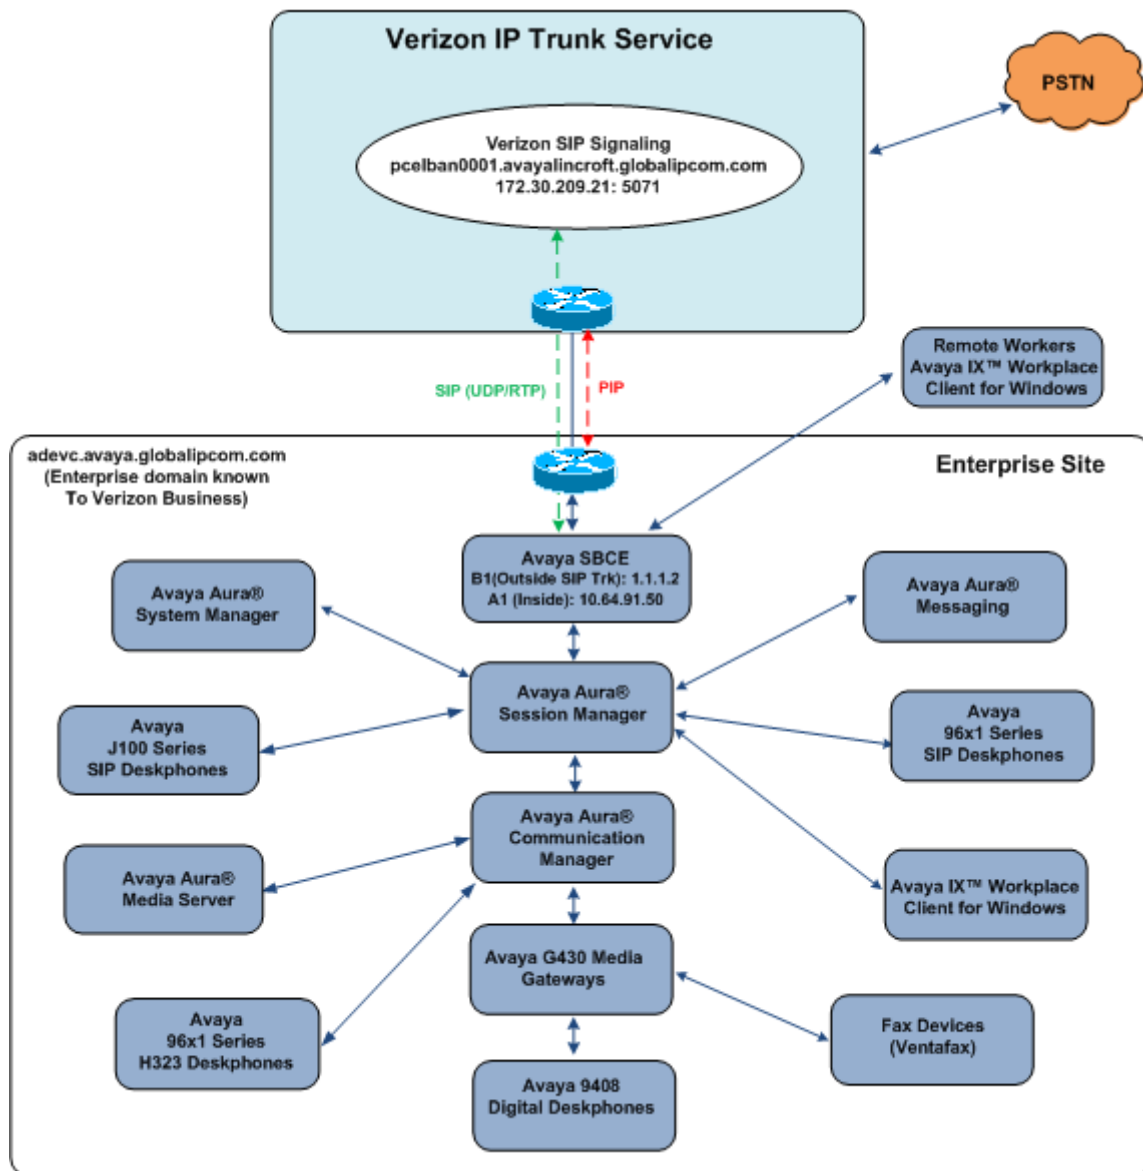 Verizon IP Trunk Service
PSTN
Verizon SIP Signaling
pcelban0001.avayalincroft.globalipcom.com
172.30.209.21: 5071
Remote Workers
Avaya IX™ Workplace
Client for Windows
SIP (UDP/RTP)
PIP
adevc.avaya.globalipcom.com
(Enterprise domain known
To Verizon Business)
Enterprise Site
Avaya SBCE
B1(Outside SIP Trk): 1.1.1.2
A1 (Inside): 10.64.91.50
Avaya Aura®
System Manager
Avaya Aura®
Messaging
Avaya Aura®
Session Manager
Avaya
J100 Series
SIP Deskphones
Avaya
96x1 Series
SIP Deskphones
Avaya Aura®
Communication
Manager
Avaya Aura®
Media Server
Avaya IX™ Workplace
Client for Windows
Avaya G430 Media
Gateways
Avaya
96x1 Series
H323 Deskphones
Fax Devices
(Ventafax)
Avaya 9408
Digital Deskphones